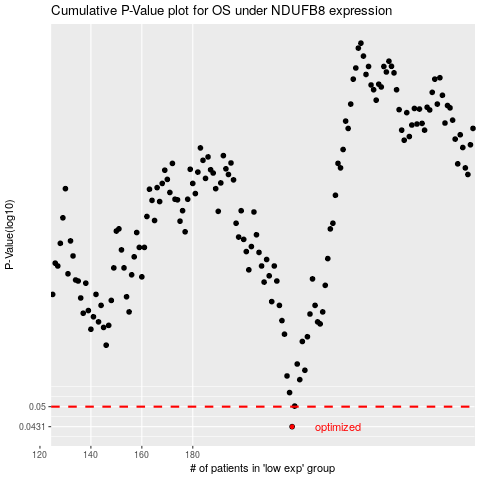 Cumulative P-Value plot for OS under NDUFB8 expression
P-Value(log10)
0.05
0.0431
optimized
120 140 160 180
# of patients in 'low exp' group